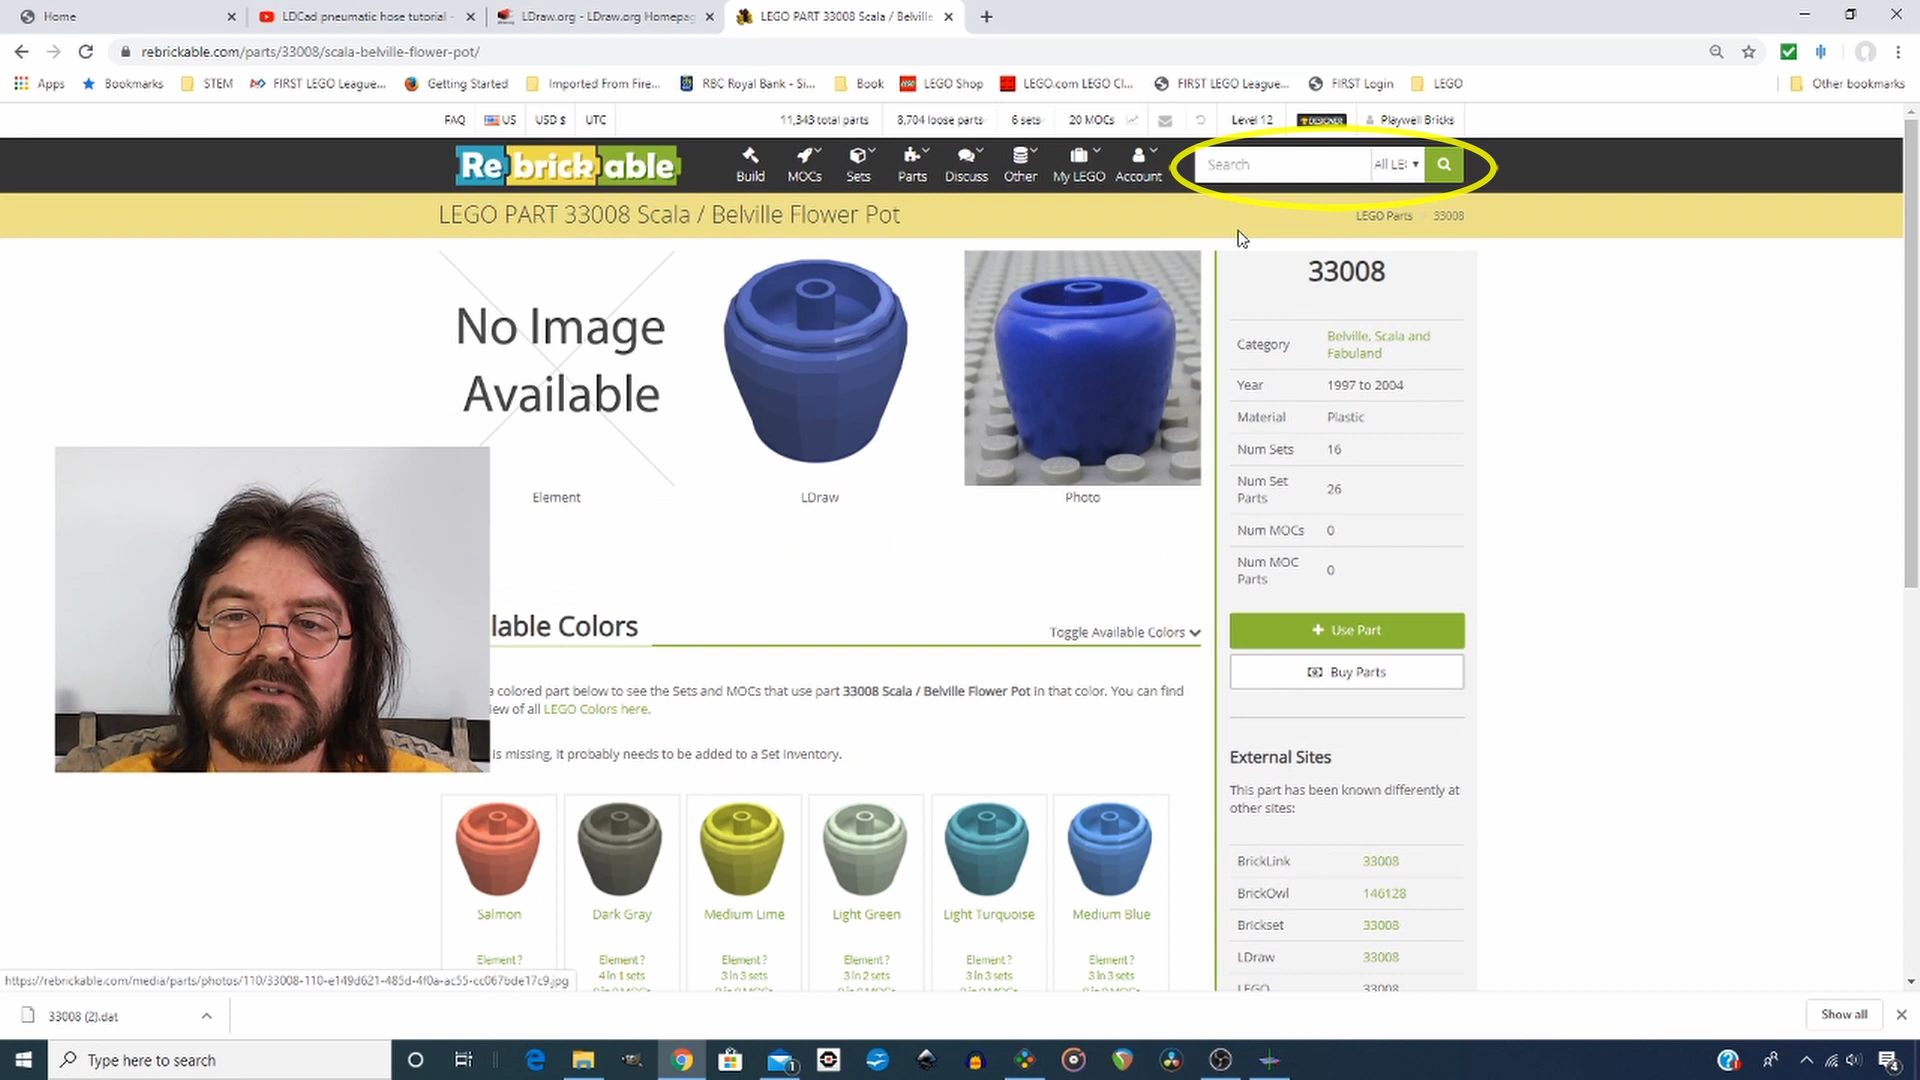 Home
LDCad pneumatic hose tutorial -
LDraw.org - LDraw.org Homepag
LEGO PART 33008 Scala / Belville
rebrickable.com/parts/33008/scala-belville-flower-pot/
Apps
Bookmarks
STEM
FIRST LEGO League...
Getting Started
Imported From Fire...
RBC Royal Bank - Si...
Book
LEGO Shop
LEGO.com LEGO Cl...
FIRST LEGO League...
FIRST Login
LEGO
Other bookmarks
FAQ
US
USD $
UTC
11,343 total parts
8,704 loose parts
6 sets
20 MOCs
Level 12
DESIGNER
Playwell Bricks
Rebrickable
Build
MOCs
Sets
Parts
Discuss
Other
My LEGO
Account
Search
All LE
LEGO PART 33008 Scala / Belville Flower Pot
LEGO Parts
33008
No Image
Available
Element
LDraw
Photo
33008
Category
Belville, Scala and
Fabuland
Year
1997 to 2004
Material
Plastic
Num Sets
16
Num Set
Parts
26
Num MOCs
0
Num MOC
Parts
0
Use Part
Buy Parts
lable Colors
Toggle Available Colors
a colored part below to see the Sets and MOCs that use part 33008 Scala / Belville Flower Pot in that color. You can find
iew of all LEGO Colors here.
is missing, it probably needs to be added to a Set Inventory.
Salmon
Dark Gray
Medium Lime
Light Green
Light Turquoise
Medium Blue
Element ?
Element ?
Element ?
Element ?
Element ?
Element ?
4 in 1 sets
3 in 3 sets
3 in 2 sets
3 in 3 sets
3 in 3 sets
External Sites
This part has been known differently at
other sites:
BrickLink
33008
BrickOwl
146128
Brickset
33008
LDraw
33008
LEGO
33008
https://rebrickable.com/media/parts/photos/110/33008-110-e149d621-485d-4f0a-ac55-cc067bde17c9.jpg
33008 (2).dat
Show all
Type here to search
1
4